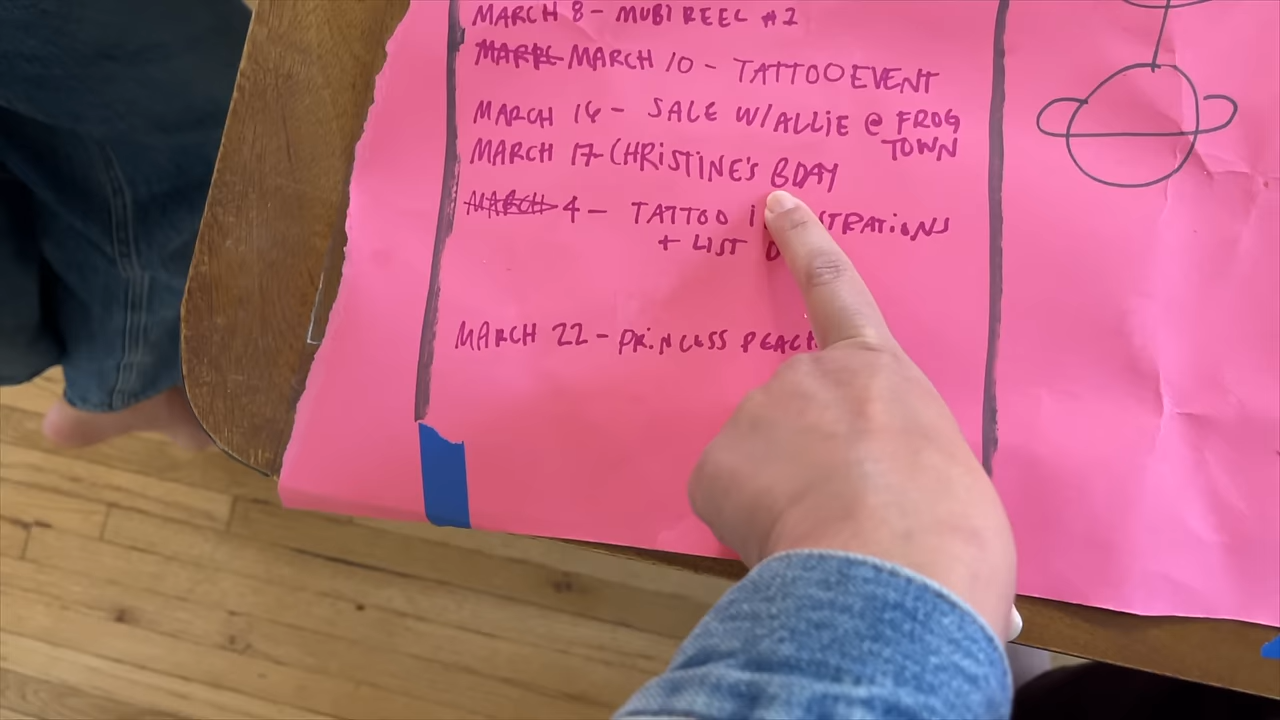 MARCH 8 - MUBI REEL #2
MARCH 10 - TATTOO EVENT
MARCH 16 - SALE W/ALLIE @ FROG
TOWN
MARCH 17 - CHRISTINE'S BDAY
MARCH 4 - TATTOO
+ LIST
MARCH 22 - PRINCESS PEACH